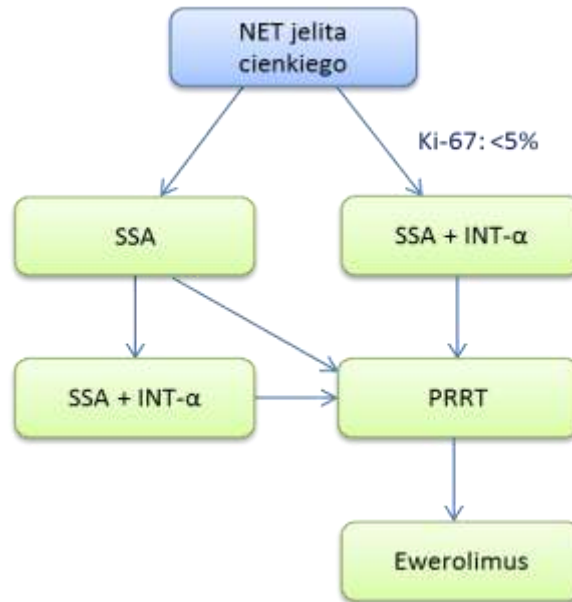 NET jelita
cienkiego
Ki-67: <5%
SSA
SSA + INT-α
SSA + INT-α
PRRT
Ewerolimus